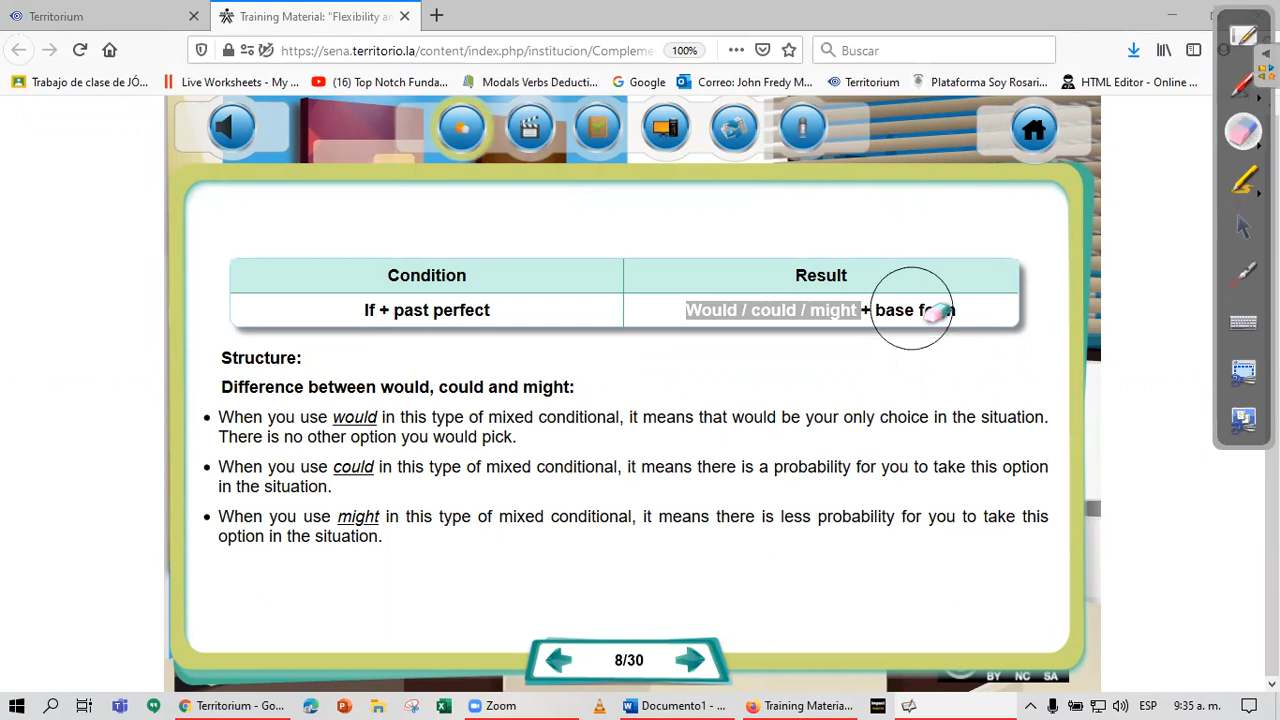 Territorium
Training Material: "Flexibility an
https://sena.territorio.la/content/index.php/institucion/Compleme
100%
Buscar
Trabajo de clase de JÓ...
Live Worksheets - My ...
(16) Top Notch Funda...
Modals Verbs Deducti...
Google
Correo: John Fredy M...
Territorium
Plataforma Soy Rosari...
HTML Editor - Online ...
Condition
Result
If + past perfect
Would / could / might + base
Structure:
Difference between would, could and might:
• When you use would in this type of mixed conditional, it means that would be your only choice in the situation.
There is no other option you would pick.
• When you use could in this type of mixed conditional, it means there is a probability for you to take this option
in the situation.
• When you use might in this type of mixed conditional, it means there is less probability for you to take this
option in the situation.
8/30
BY NC SA
Territorium - Go...
Zoom
Documento1 - ...
Training Materia...
ESP
9:35 a. m.